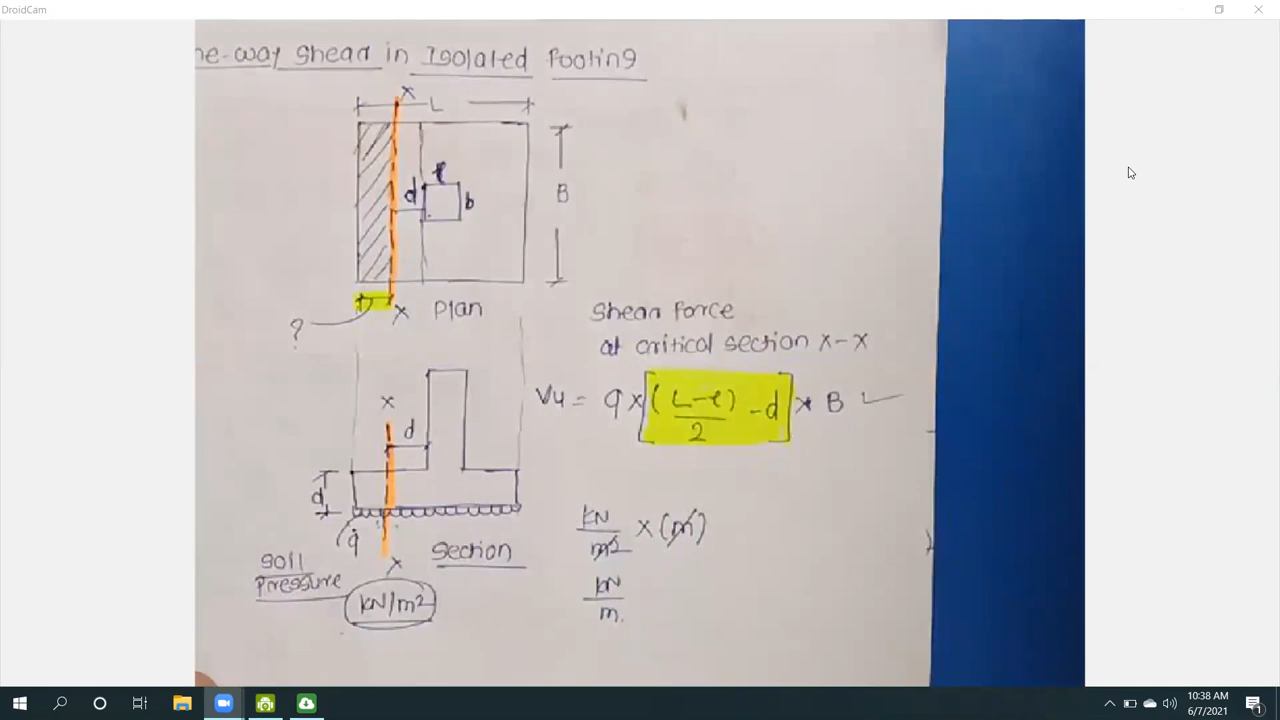 DroidCam
ne-way shear in Isolated Footing
x
L
l
d
b
B
x
Plan
?
Shear force
at critical section x-x
Vu = q x [(L-l)/2 - d] * B
x
d
d
q
x
Section
soil
Pressure
kN/m2
kN/m2 x (m)
kN/m.
10:38 AM
6/7/2021
1